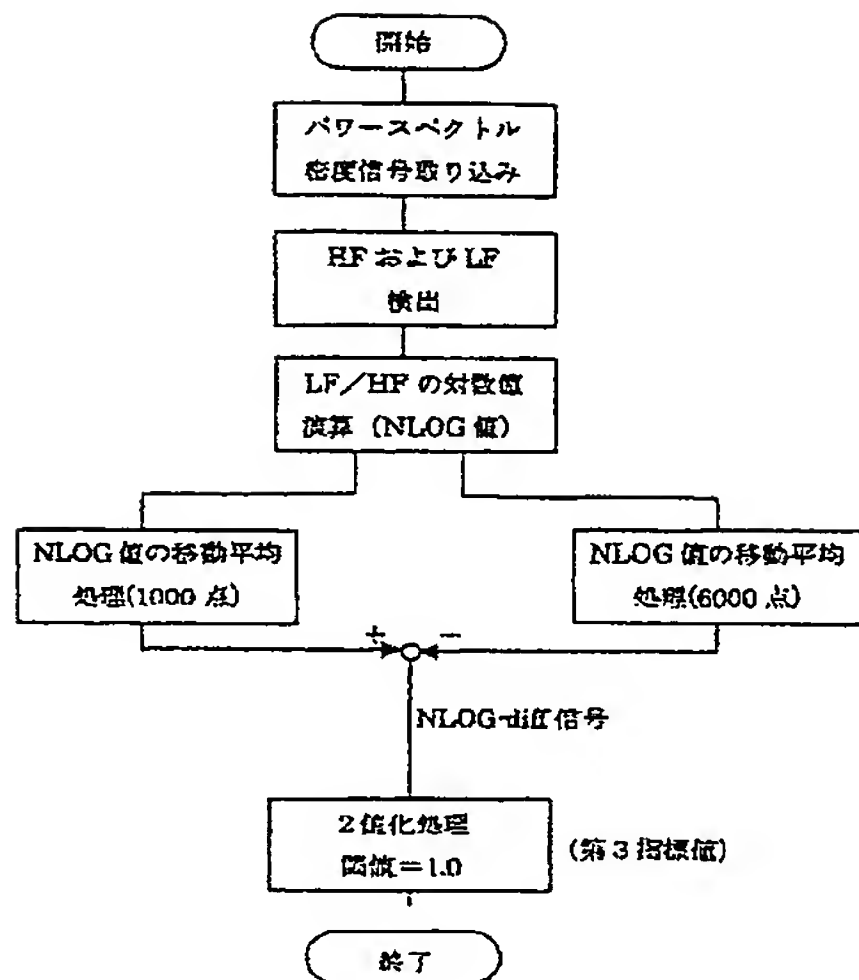 開始
パワースペクトル
密度信号取り込み
HF および LF
検出
LF／HF の対数値
演算（NLOG 値）
NLOG 値の移動平均
処理(1000 点)
NLOG 値の移動平均
処理(6000 点)
+
−
NLOG-diff 信号
2値化処理
閾値＝1.0
(第3指標値)
終了